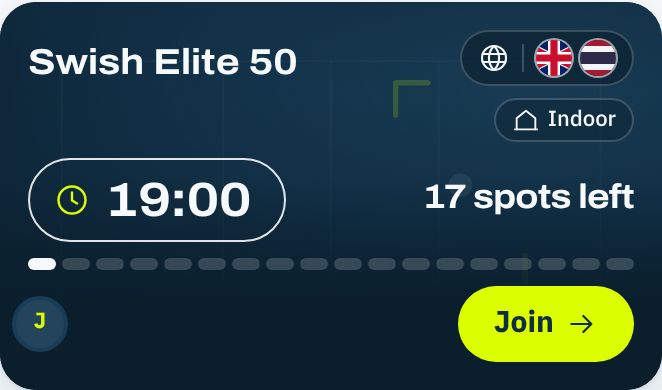 Swish Elite 50
Indoor
19:00
17 spots left
J
Join →